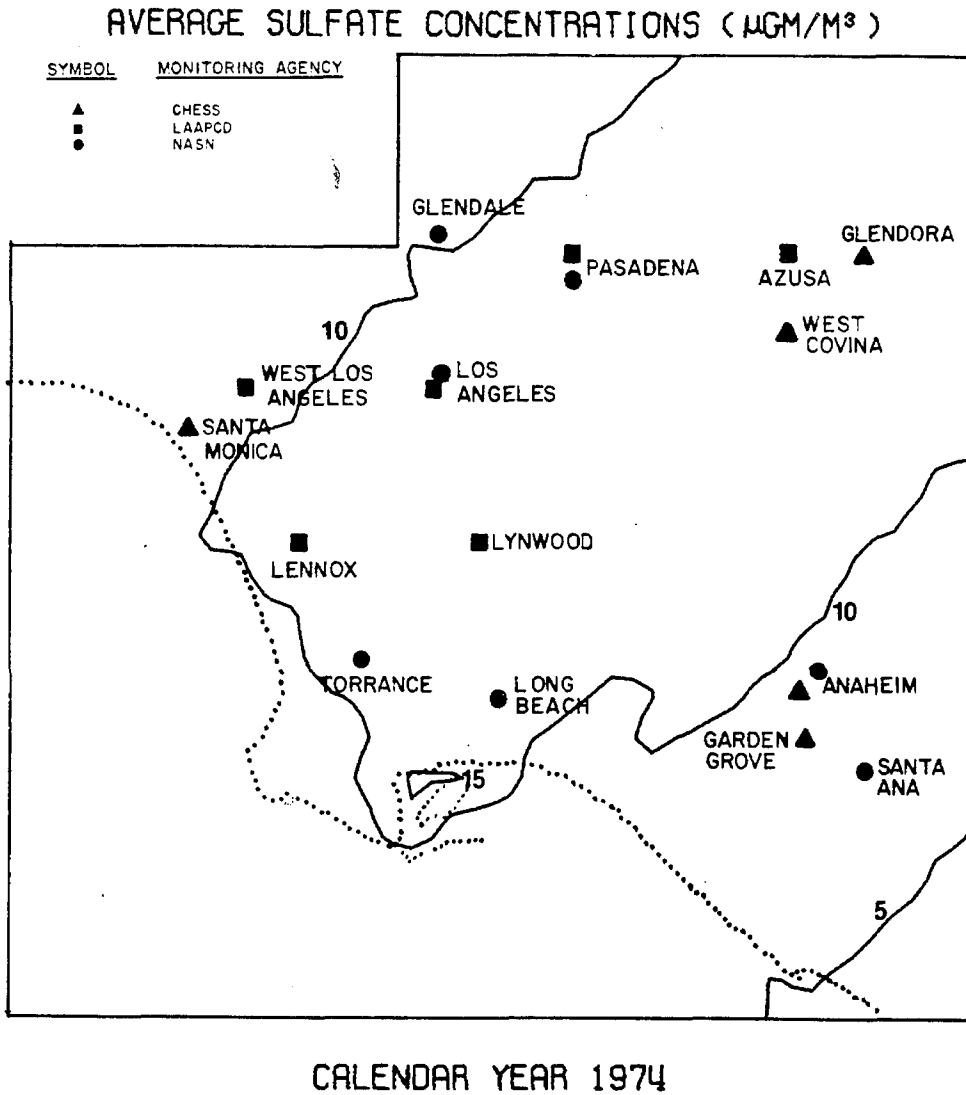 AVERAGE SULFATE CONCENTRATIONS (µGM/M³)
SYMBOL MONITORING AGENCY
▲ CHESS
■ LAAPCD
● NASN
GLENDALE
GLENDORA
PASADENA
AZUSA
10
WEST
COVINA
WEST LOS
ANGELES
LOS
ANGELES
SANTA
MONICA
LENNOX
LYNWOOD
10
TORRANCE
LONG
BEACH
ANAHEIM
GARDEN
GROVE
15
SANTA
ANA
5
CALENDAR YEAR 1974